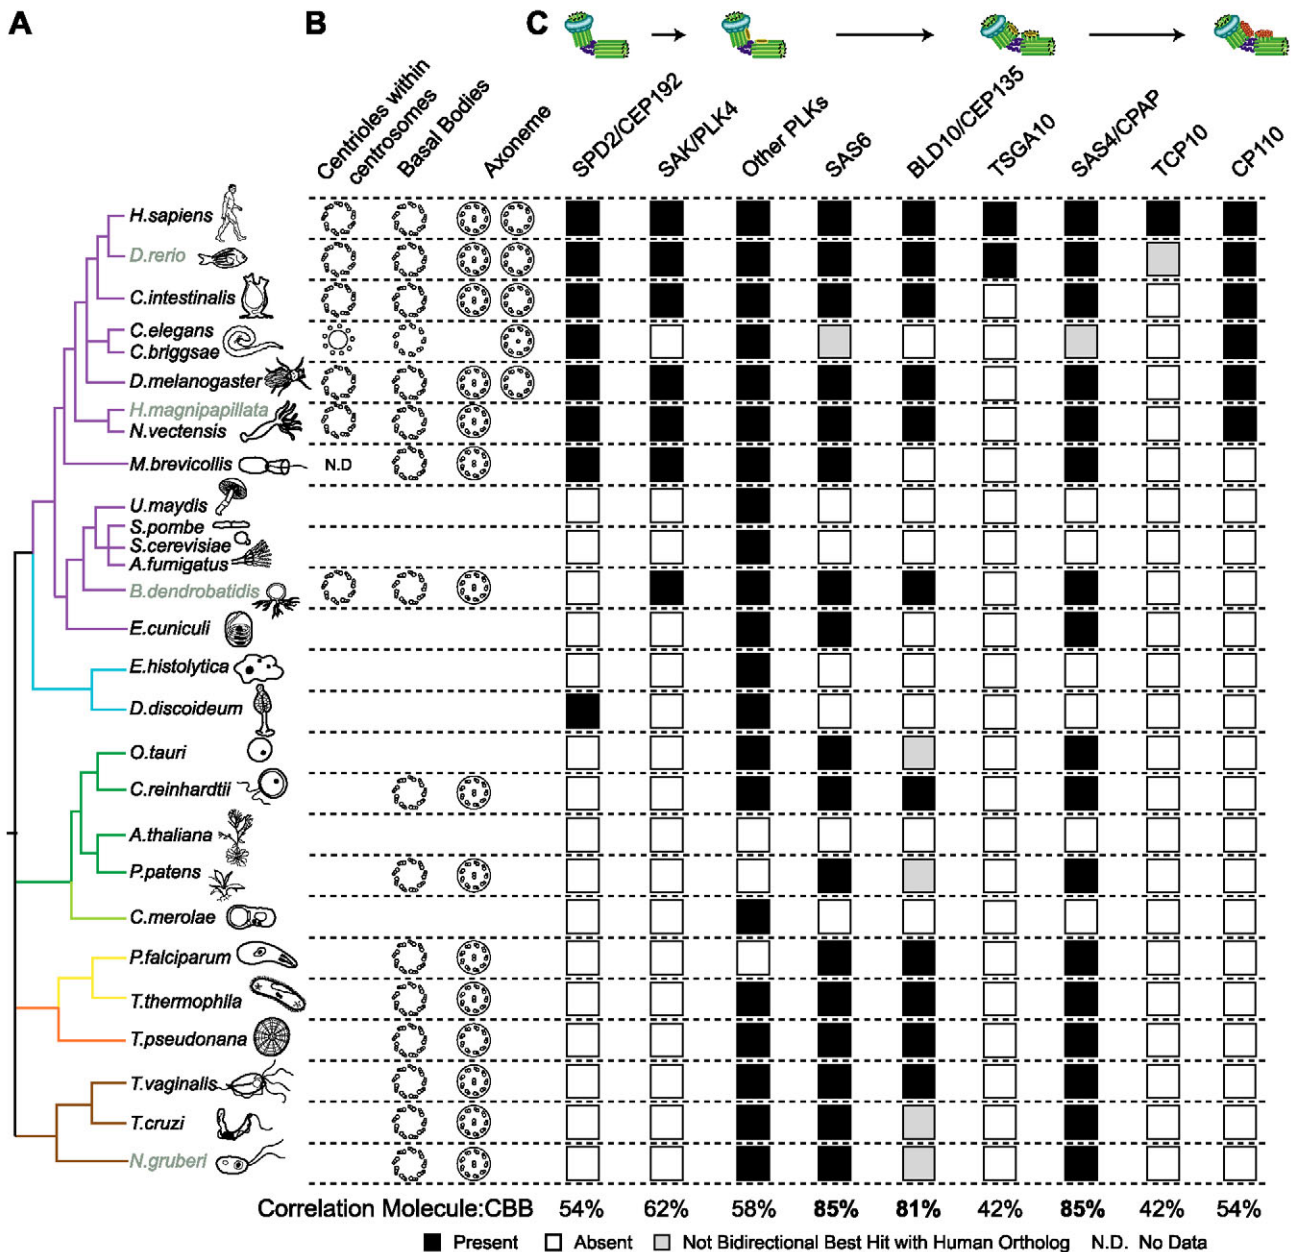 A
B
C
Centrioles within
centrosomes
Basal Bodies
Axoneme
SPD2/CEP192
SAK/PLK4
Other PLKs
SAS6
BLD10/CEP135
TSGA10
SAS4/CPAP
TCP10
CP110
H.sapiens
D.rerio
C.intestinalis
C.elegans
C.briggsae
D.melanogaster
H.magnipapillata
N.vectensis
M.brevicollis
N.D
U.maydis
S.pombe
S.cerevisiae
A.fumigatus
B.dendrobatidis
E.cuniculi
E.histolytica
D.discoideum
O.tauri
C.reinhardtii
A.thaliana
P.patens
C.merolae
P.falciparum
T.thermophila
T.pseudonana
T.vaginalis
T.cruzi
N.gruberi
Correlation Molecule:CBB 54% 62% 58% 85% 81% 42% 85% 42% 54%
Present Absent Not Bidirectional Best Hit with Human Ortholog N.D. No Data